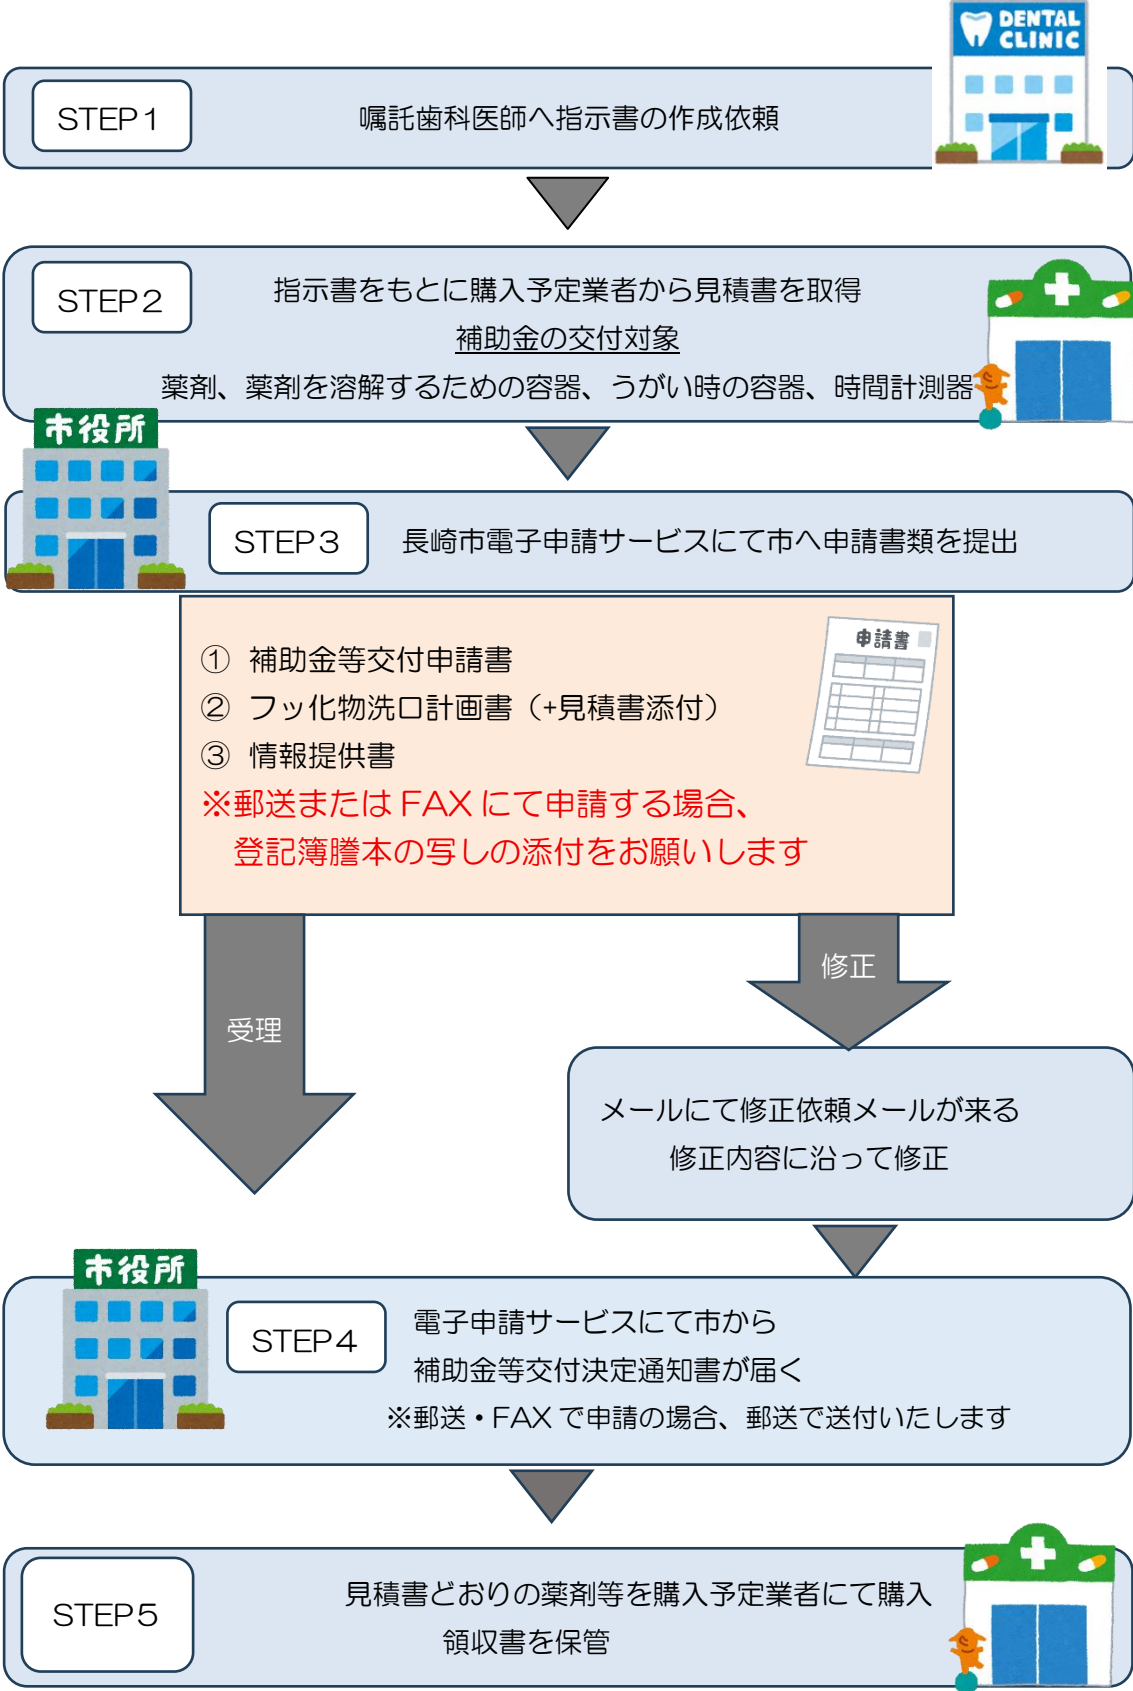 DENTAL
CLINIC
STEP1
嘱託歯科医師へ指示書の作成依頼
STEP2
指示書をもとに購入予定業者から見積書を取得
補助金の交付対象
薬剤、薬剤を溶解するための容器、うがい時の容器、時間計測器
市役所
STEP3
長崎市電子申請サービスにて市へ申請書類を提出
申請書
① 補助金等交付申請書
② フッ化物洗口計画書（+見積書添付）
③ 情報提供書
※郵送または FAX にて申請する場合、
登記簿謄本の写しの添付をお願いします
修正
受理
メールにて修正依頼メールが来る
修正内容に沿って修正
市役所
STEP4
電子申請サービスにて市から
補助金等交付決定通知書が届く
※郵送・FAX で申請の場合、郵送で送付いたします
STEP5
見積書どおりの薬剤等を購入予定業者にて購入
領収書を保管